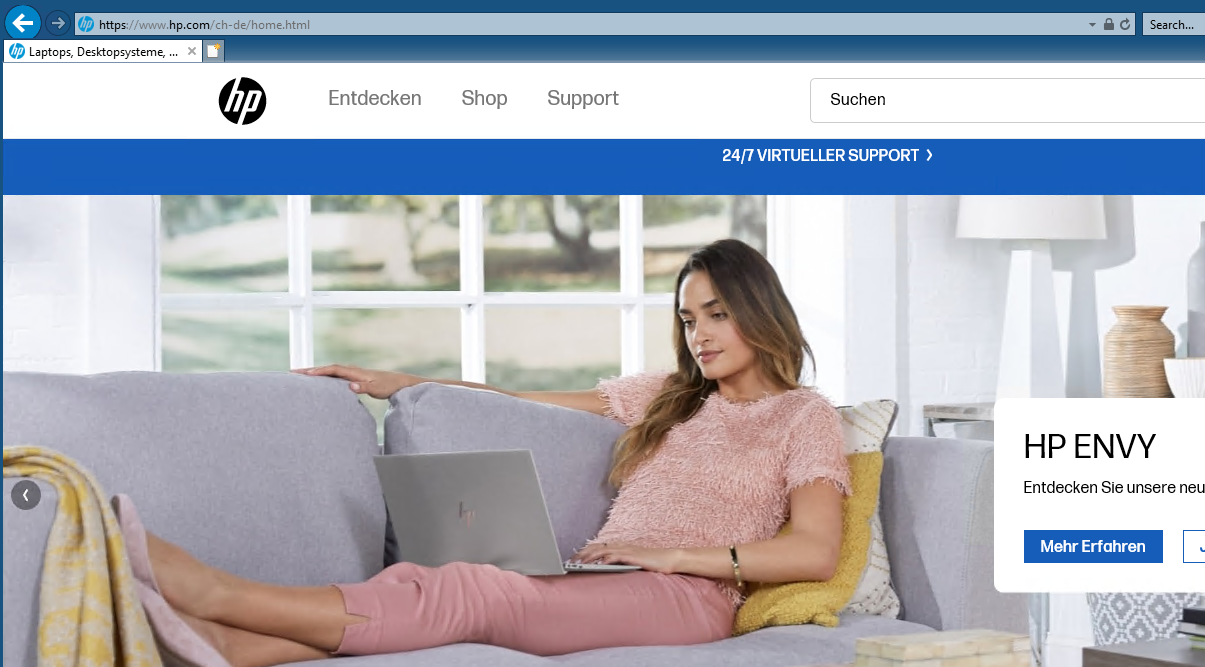 https://www.hp.com/ch-de/home.html
Search...
Laptops, Desktopsysteme, ...
hp
Entdecken
Shop
Support
Suchen
24/7 VIRTUELLER SUPPORT
HP ENVY
Entdecken Sie unsere neu
Mehr Erfahren